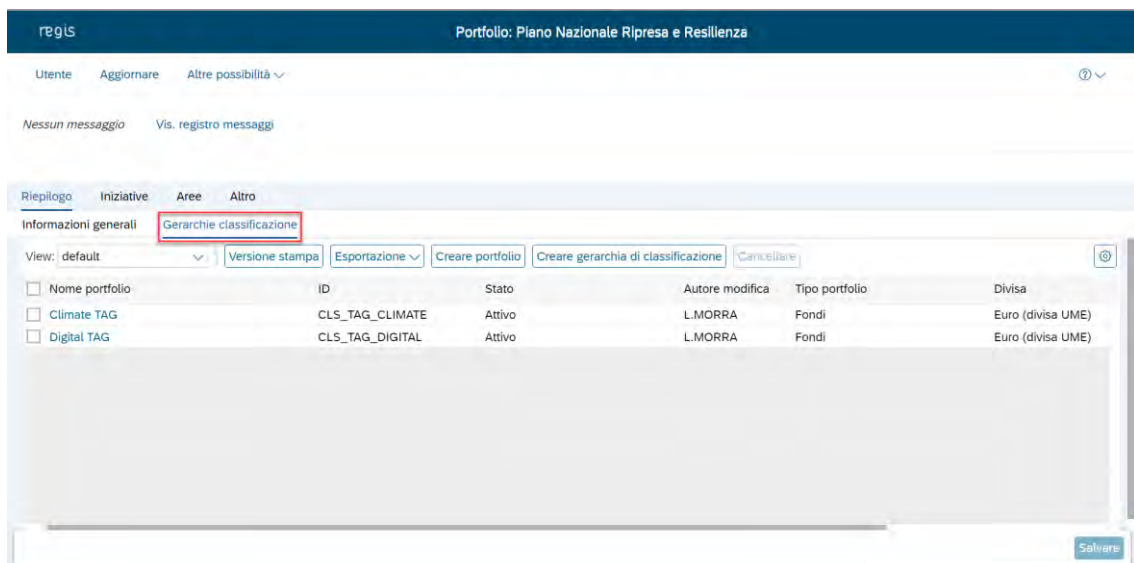 regis Portfolio: Piano Nazionale Ripresa e Resilienza
Utente Aggiornare Altre possibilità
Nessun messaggio Vis. registro messaggi
Riepilogo Iniziative Aree Altro
Informazioni generali Gerarchie classificazione
View: default Versione stampa Esportazione Creare portfolio Creare gerarchia di classificazione Cancellare
Nome portfolio ID Stato Autore modifica Tipo portfolio Divisa
Climate TAG CLS_TAG_CLIMATE Attivo L.MORRA Fondi Euro (divisa UME)
Digital TAG CLS_TAG_DIGITAL Attivo L.MORRA Fondi Euro (divisa UME)
Salvare